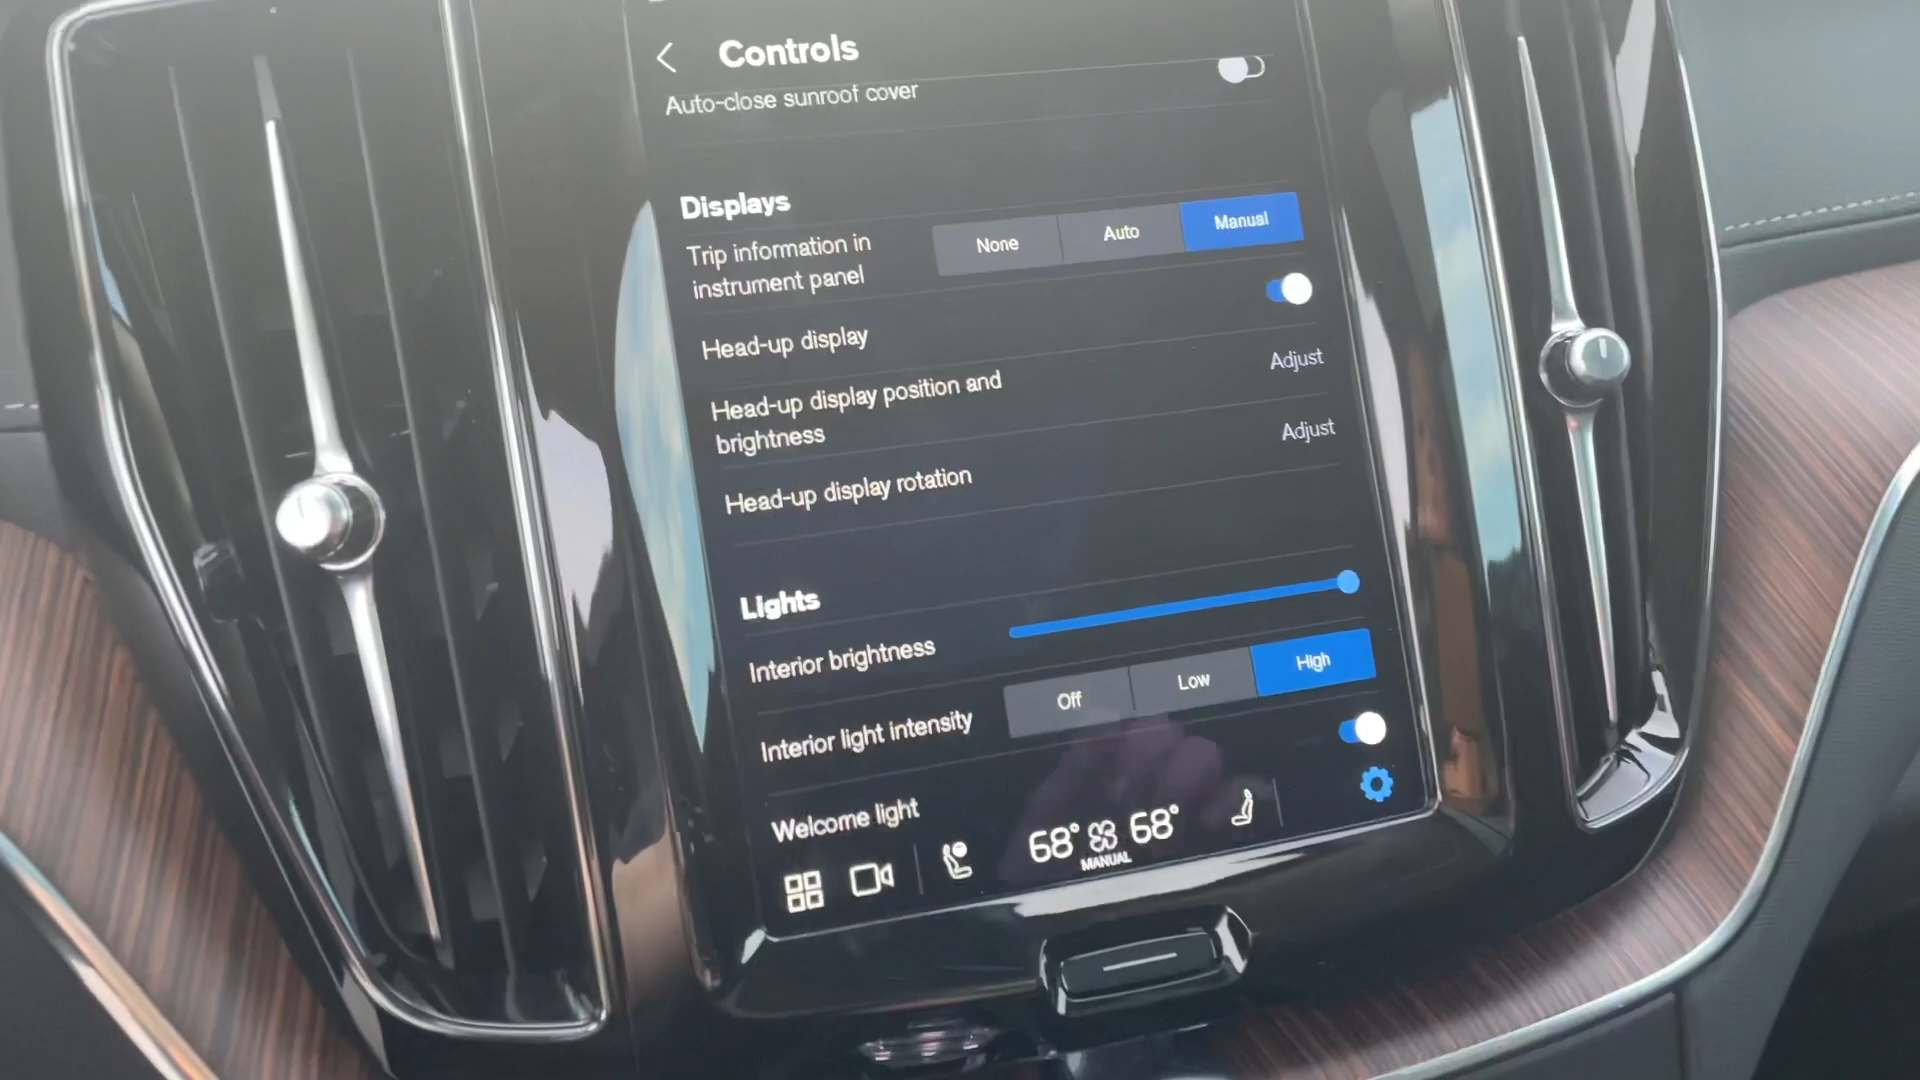 Controls
Auto-close sunroof cover
Displays
Trip information in
instrument panel
None
Auto
Manual
Head-up display
Head-up display position and
brightness
Adjust
Head-up display rotation
Adjust
Lights
Interior brightness
Interior light intensity
Off
Low
High
Welcome light
68° 68°
MANUAL